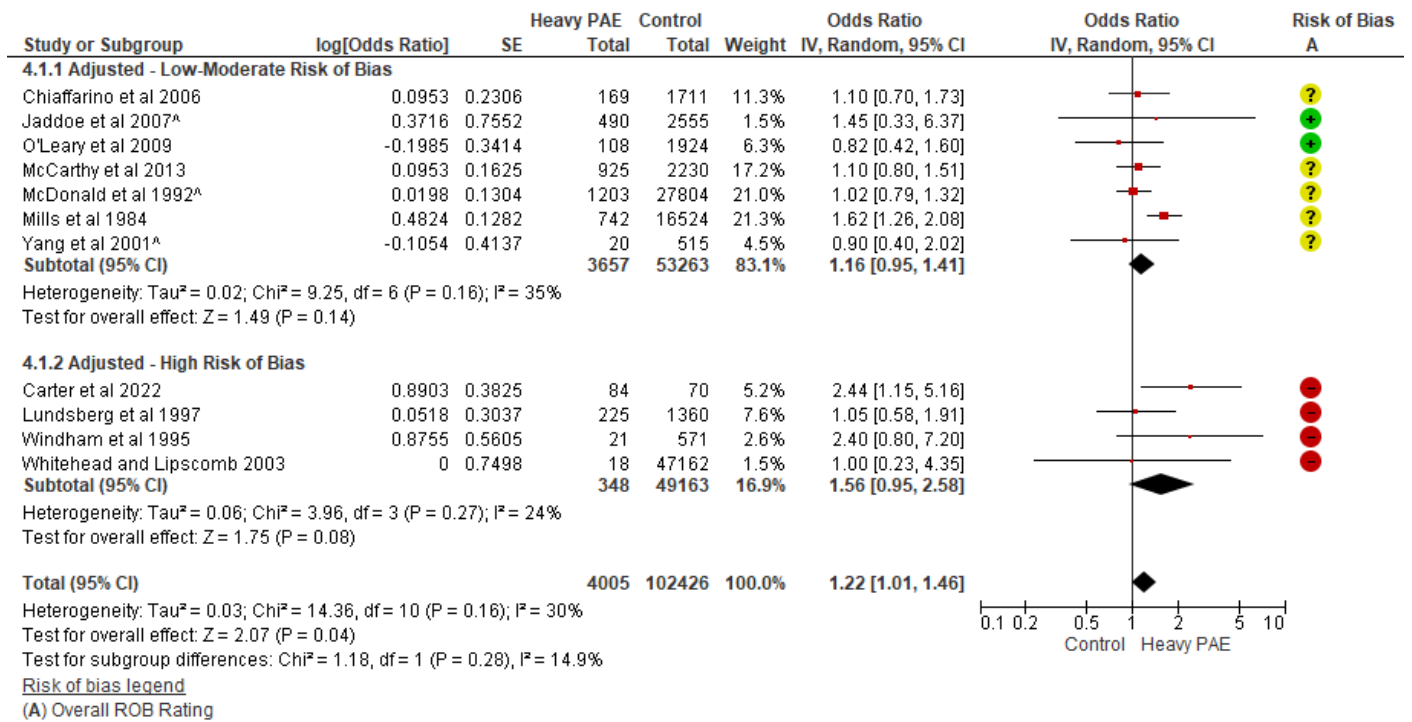 Heavy PAE Control Odds Ratio Odds Ratio Risk of Bias
Study or Subgroup log[Odds Ratio] SE Total Total Weight IV, Random, 95% CI IV, Random, 95% CI A
4.1.1 Adjusted - Low-Moderate Risk of Bias
Chiaffarino et al 2006 0.0953 0.2306 169 1711 11.3% 1.10 [0.70, 1.73] ?
Jaddoe et al 2007^ 0.3716 0.7552 490 2555 1.5% 1.45 [0.33, 6.37] +
O'Leary et al 2009 -0.1985 0.3414 108 1924 6.3% 0.82 [0.42, 1.60] +
McCarthy et al 2013 0.0953 0.1625 925 2230 17.2% 1.10 [0.80, 1.51] ?
McDonald et al 1992^ 0.0198 0.1304 1203 27804 21.0% 1.02 [0.79, 1.32] ?
Mills et al 1984 0.4824 0.1282 742 16524 21.3% 1.62 [1.26, 2.08] ?
Yang et al 2001^ -0.1054 0.4137 20 515 4.5% 0.90 [0.40, 2.02] ?
Subtotal (95% CI) 3657 53263 83.1% 1.16 [0.95, 1.41]
Heterogeneity: Tau² = 0.02; Chi² = 9.25, df = 6 (P = 0.16); I² = 35%
Test for overall effect: Z = 1.49 (P = 0.14)
4.1.2 Adjusted - High Risk of Bias
Carter et al 2022 0.8903 0.3825 84 70 5.2% 2.44 [1.15, 5.16] -
Lundsberg et al 1997 0.0518 0.3037 225 1360 7.6% 1.05 [0.58, 1.91] -
Windham et al 1995 0.8755 0.5605 21 571 2.6% 2.40 [0.80, 7.20] -
Whitehead and Lipscomb 2003 0 0.7498 18 47162 1.5% 1.00 [0.23, 4.35] -
Subtotal (95% CI) 348 49163 16.9% 1.56 [0.95, 2.58]
Heterogeneity: Tau² = 0.06; Chi² = 3.96, df = 3 (P = 0.27); I² = 24%
Test for overall effect: Z = 1.75 (P = 0.08)
Total (95% CI) 4005 102426 100.0% 1.22 [1.01, 1.46]
Heterogeneity: Tau² = 0.03; Chi² = 14.36, df = 10 (P = 0.16); I² = 30%
Test for overall effect: Z = 2.07 (P = 0.04)
Test for subgroup differences: Chi² = 1.18, df = 1 (P = 0.28), I² = 14.9%
0.1 0.2 0.5 1 2 5 10
Control Heavy PAE
Risk of bias legend
(A) Overall ROB Rating